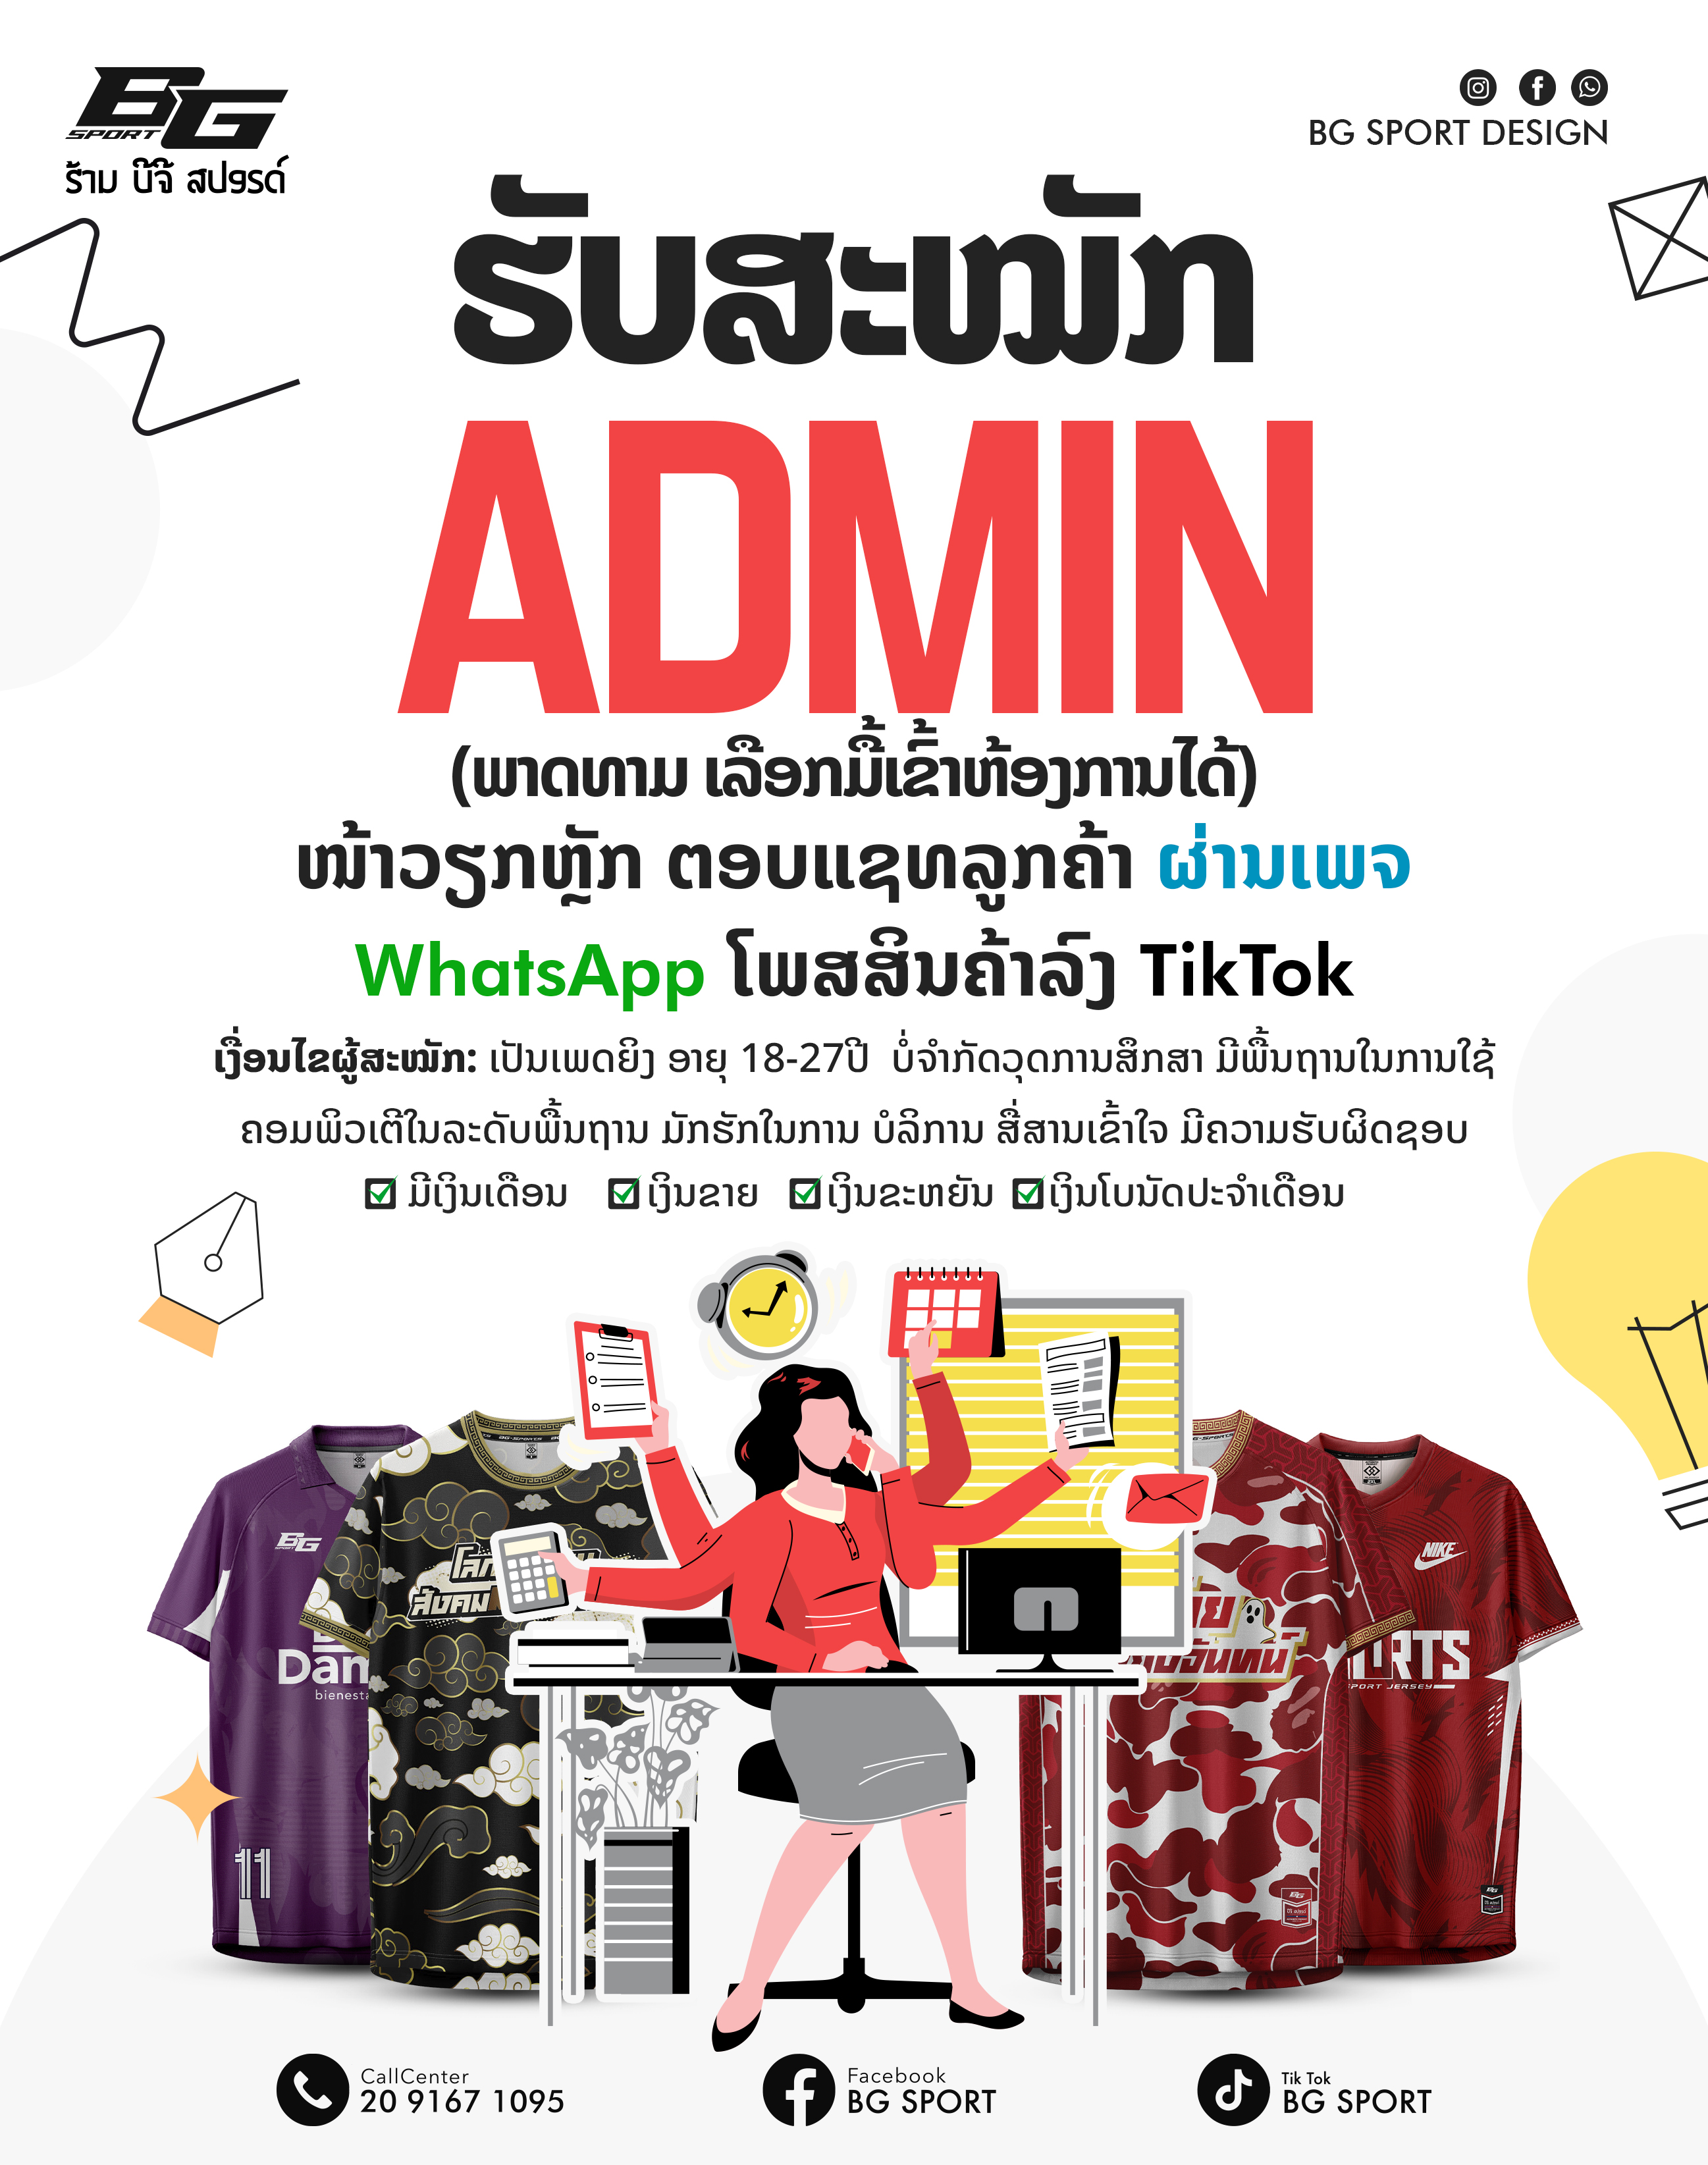 BG
SPORT
ຮ້ານ ບີຈີ ສປອຣດ໌
BG SPORT DESIGN
ຮັບສະໝັກ
ADMIN
(ພາດທາມ ເລືອກມື້ເຂົ້າຫ້ອງການໄດ້)
ໜ້າວຽກຫຼັກ ຕອບແຊທລູກຄ້າ ຜ່ານເພຈ
WhatsApp ໂພສສິນຄ້າລົງ TikTok
ເງື່ອນໄຂຜູ້ສະໝັກ: ເປັນເພດຍິງ ອາຍຸ 18-27ປີ ບໍ່ຈຳກັດວຸດການສຶກສາ ມີພື້ນຖານໃນການໃຊ້
ຄອມພິວເຕີໃນລະດັບພື້ນຖານ ມັກຮັກໃນການ ບໍລິການ ສື່ສານເຂົ້າໃຈ ມີຄວາມຮັບຜິດຊອບ
ມີເງິນເດືອນ ເງິນຂາຍ ເງິນຂະຫຍັນ ເງິນໂບນັດປະຈຳເດືອນ
BG-SPORTS
BG
SPORT
NIKE
Dan
bienesta
ORTS
SPORT JERSEY
11
CallCenter
20 9167 1095
Facebook
BG SPORT
Tik Tok
BG SPORT